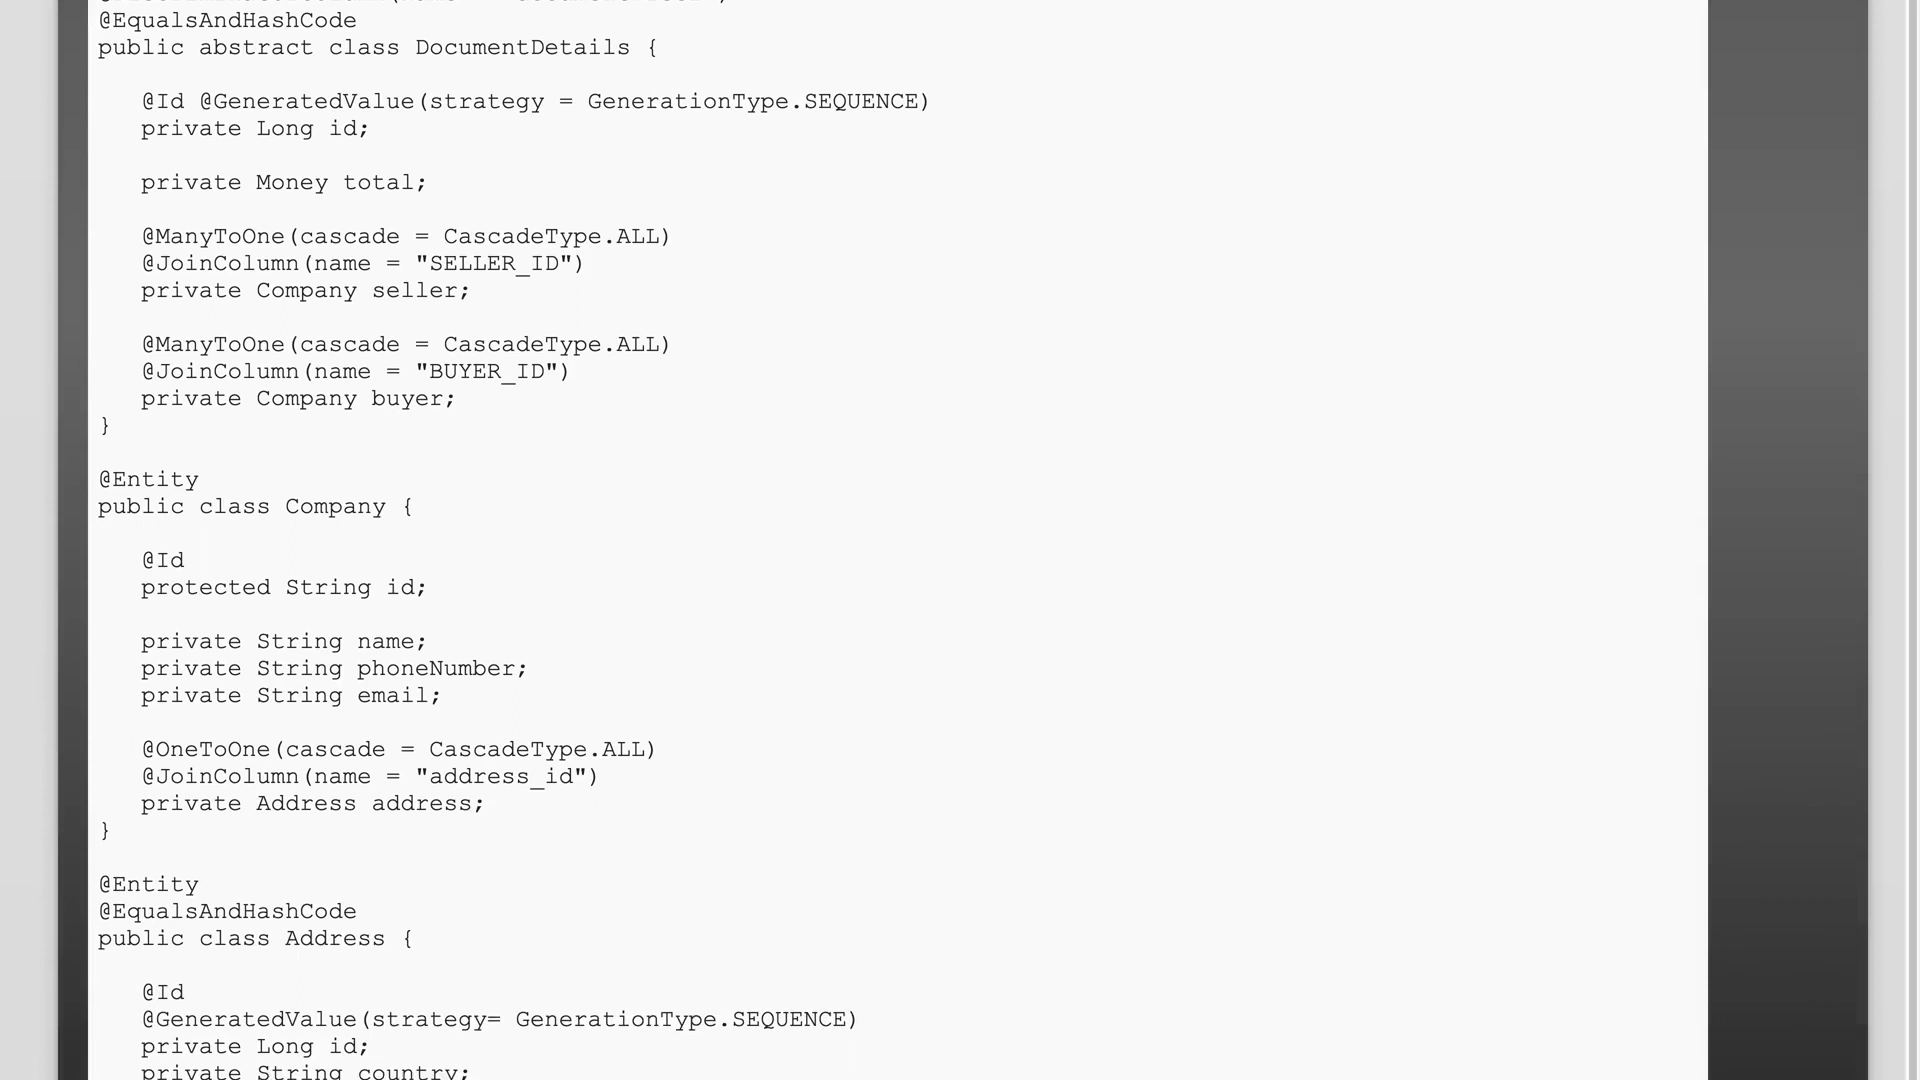 @EqualsAndHashCode
public abstract class DocumentDetails {
@Id @GeneratedValue(strategy = GenerationType.SEQUENCE)
private Long id;
private Money total;
@ManyToOne(cascade = CascadeType.ALL)
@JoinColumn(name = "SELLER_ID")
private Company seller;
@ManyToOne(cascade = CascadeType.ALL)
@JoinColumn(name = "BUYER_ID")
private Company buyer;
}
@Entity
public class Company {
@Id
protected String id;
private String name;
private String phoneNumber;
private String email;
@OneToOne(cascade = CascadeType.ALL)
@JoinColumn(name = "address_id")
private Address address;
}
@Entity
@EqualsAndHashCode
public class Address {
@Id
@GeneratedValue(strategy= GenerationType.SEQUENCE)
private Long id;
private String country;